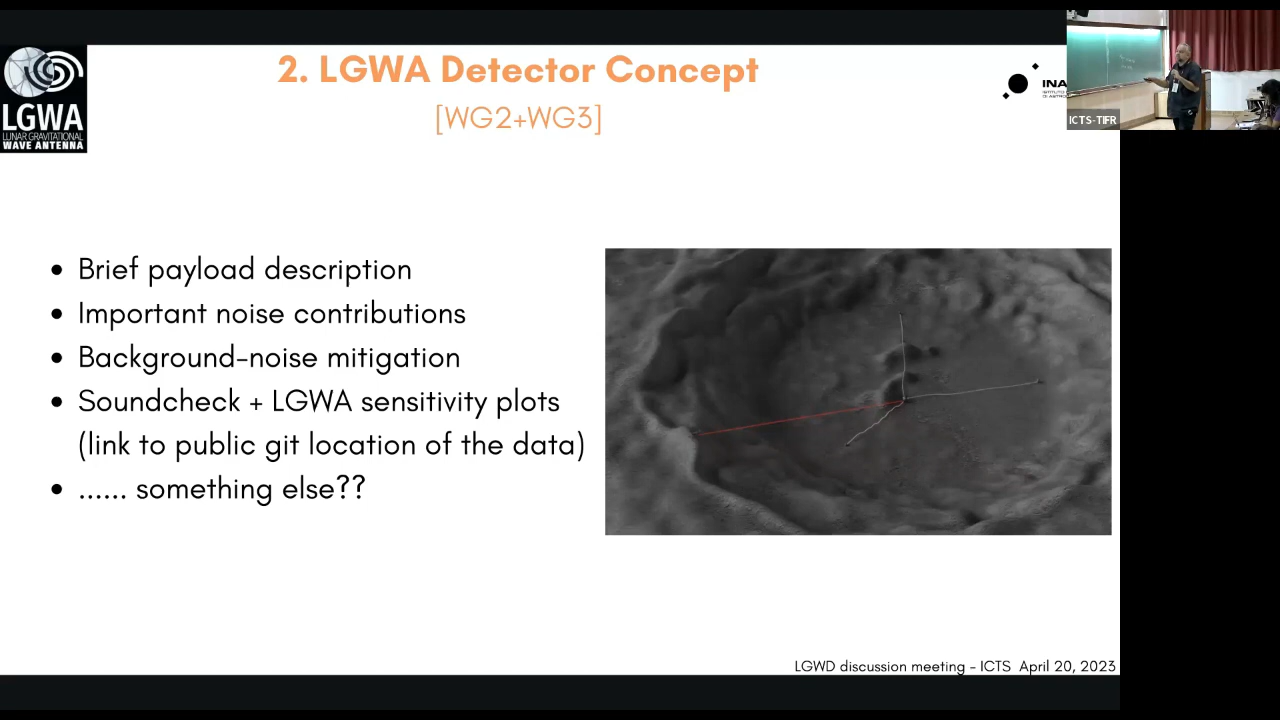 LGWA
LUNAR GRAVITATIONAL
WAVE ANTENNA
2. LGWA Detector Concept
[WG2+WG3]
INA
ICTS-TIFR
• Brief payload description
• Important noise contributions
• Background-noise mitigation
• Soundcheck + LGWA sensitivity plots
(link to public git location of the data)
• ...... something else??
LGWD discussion meeting - ICTS April 20, 2023